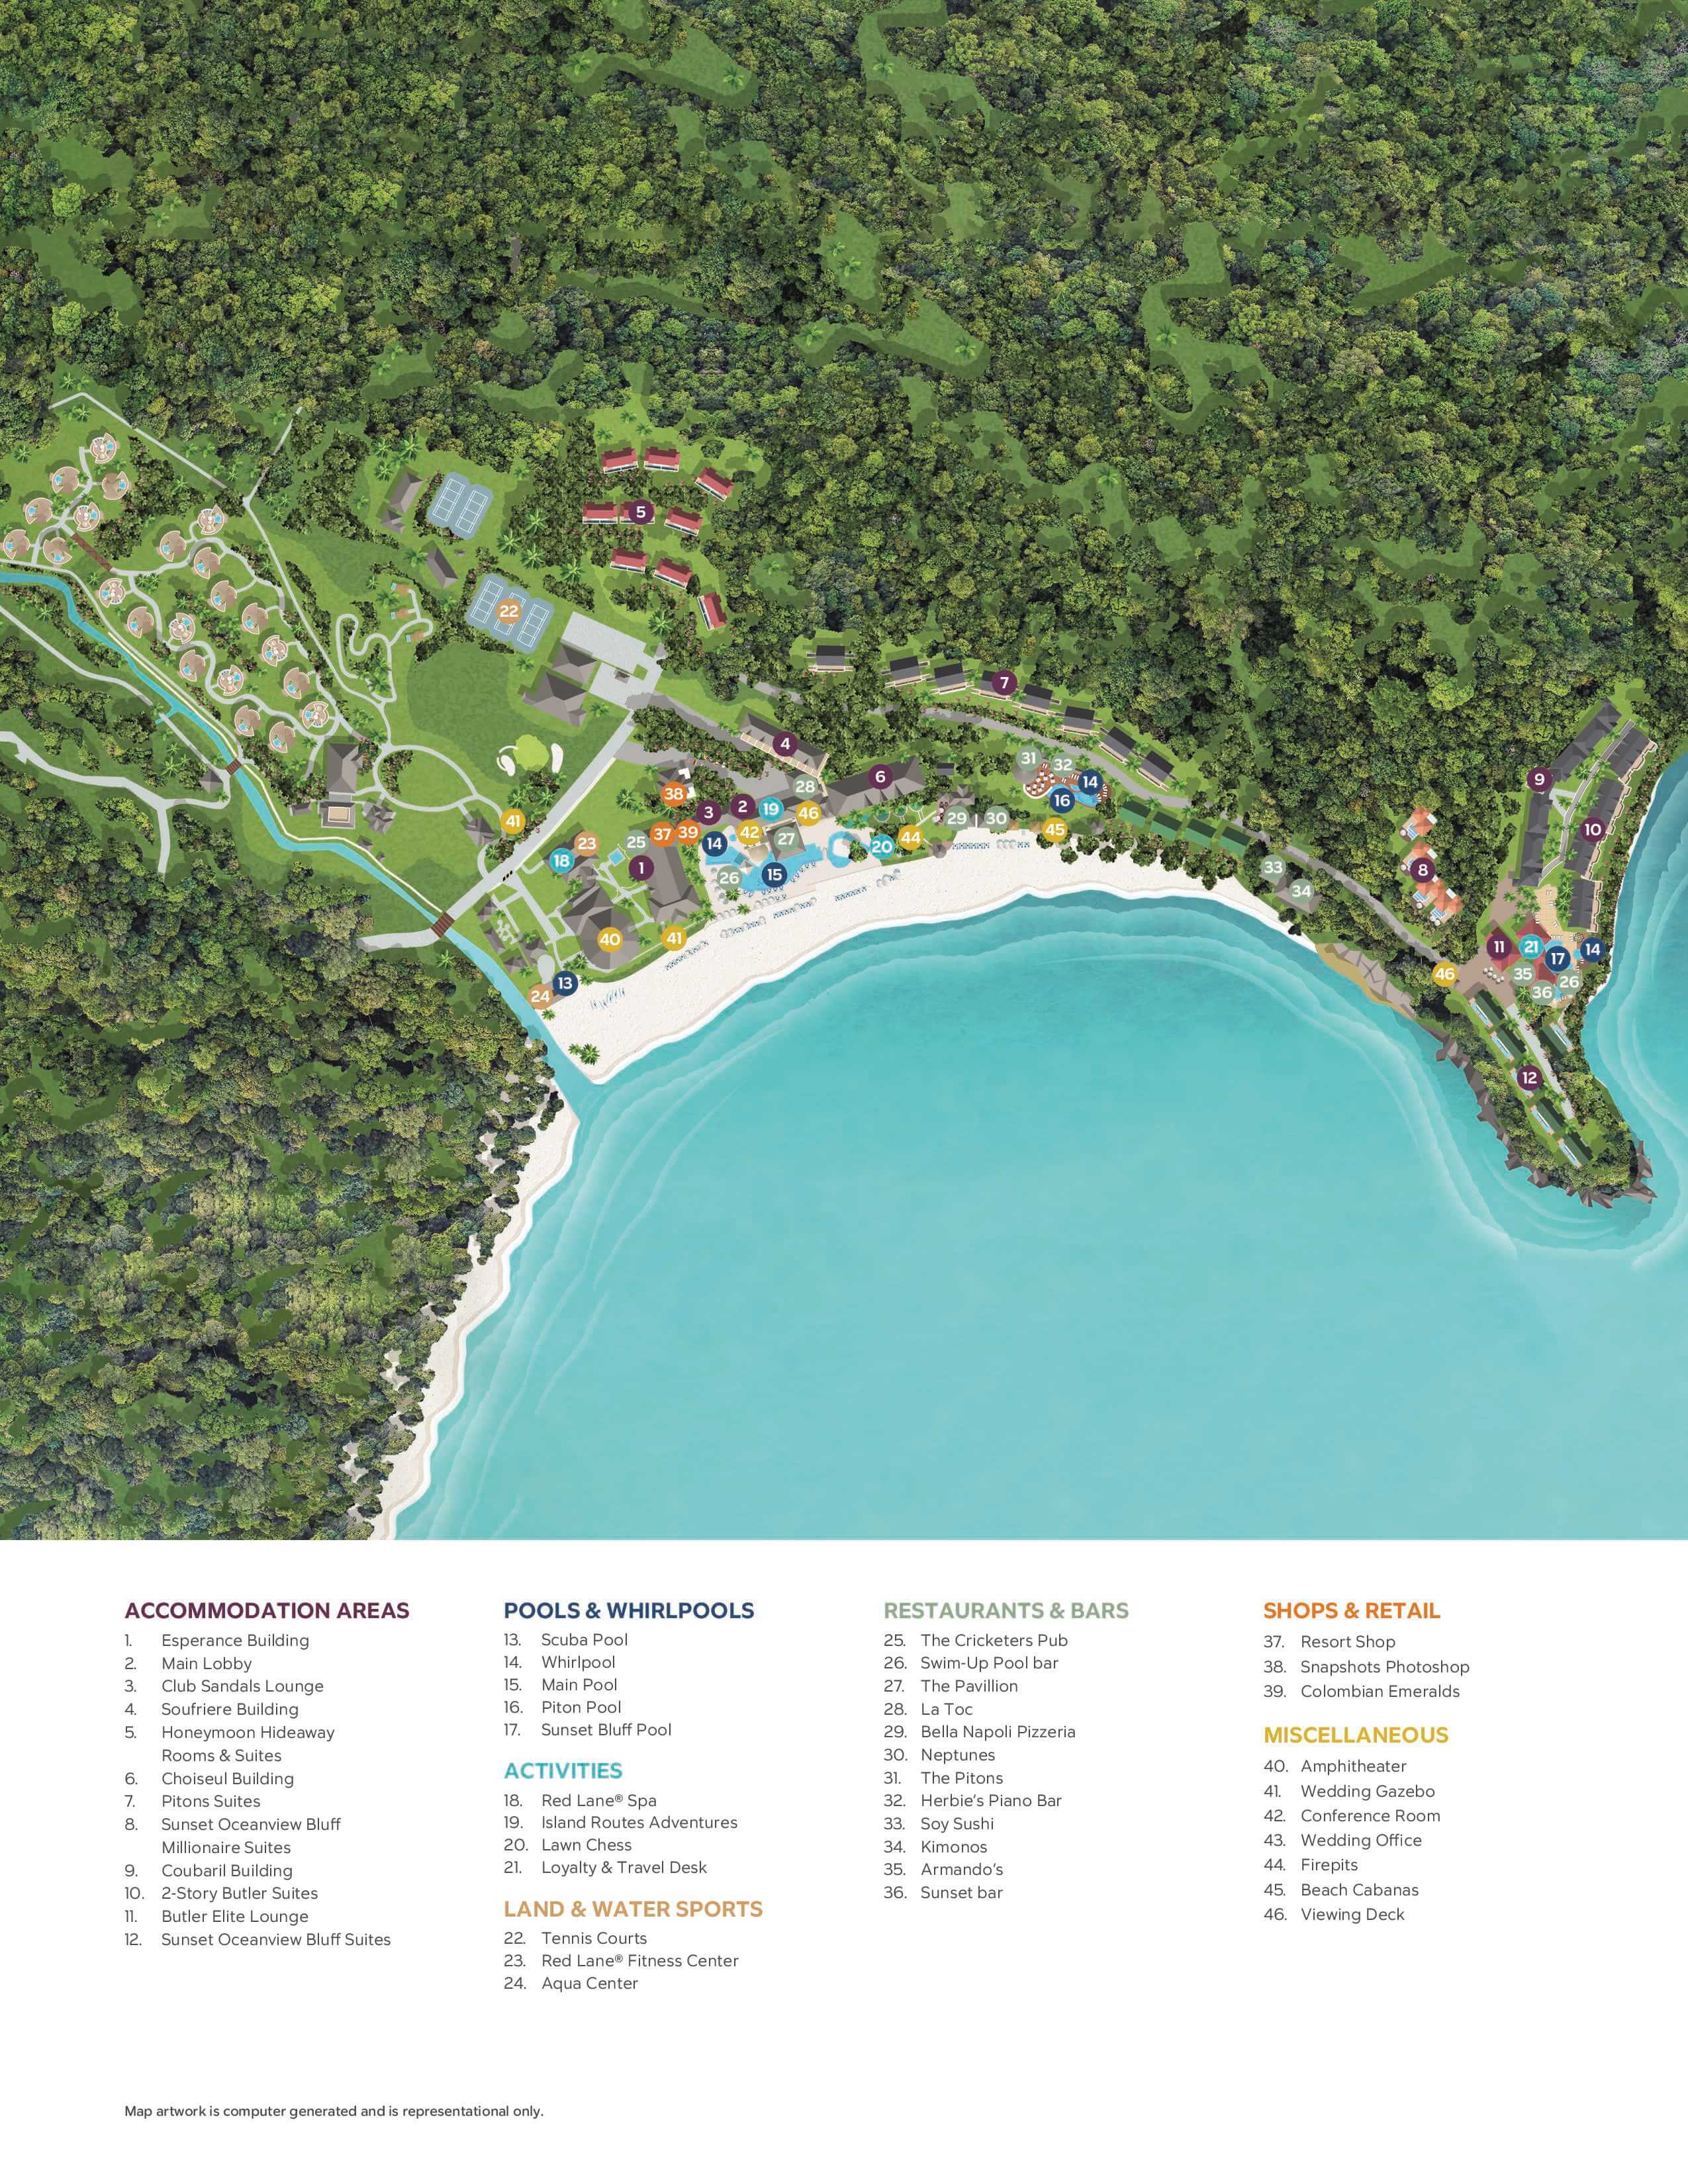 5
22
7
4
31
32
6
14
9
28
38
16
3
2
19
46
10
41
29
30
45
37
39
42
27
44
23
25
14
20
18
1
33
8
26
15
34
40
41
11
21
14
17
46
35
26
13
36
24
12
ACCOMMODATION AREAS
1. Esperance Building
2. Main Lobby
3. Club Sandals Lounge
4. Soufriere Building
5. Honeymoon Hideaway
Rooms & Suites
6. Choiseul Building
7. Pitons Suites
8. Sunset Oceanview Bluff
Millionaire Suites
9. Coubaril Building
10. 2-Story Butler Suites
11. Butler Elite Lounge
12. Sunset Oceanview Bluff Suites
POOLS & WHIRLPOOLS
13. Scuba Pool
14. Whirlpool
15. Main Pool
16. Piton Pool
17. Sunset Bluff Pool
ACTIVITIES
18. Red Lane® Spa
19. Island Routes Adventures
20. Lawn Chess
21. Loyalty & Travel Desk
LAND & WATER SPORTS
22. Tennis Courts
23. Red Lane® Fitness Center
24. Aqua Center
RESTAURANTS & BARS
25. The Cricketers Pub
26. Swim-Up Pool bar
27. The Pavillion
28. La Toc
29. Bella Napoli Pizzeria
30. Neptunes
31. The Pitons
32. Herbie's Piano Bar
33. Soy Sushi
34. Kimonos
35. Armando's
36. Sunset bar
SHOPS & RETAIL
37. Resort Shop
38. Snapshots Photoshop
39. Colombian Emeralds
MISCELLANEOUS
40. Amphitheater
41. Wedding Gazebo
42. Conference Room
43. Wedding Office
44. Firepits
45. Beach Cabanas
46. Viewing Deck
Map artwork is computer generated and is representational only.